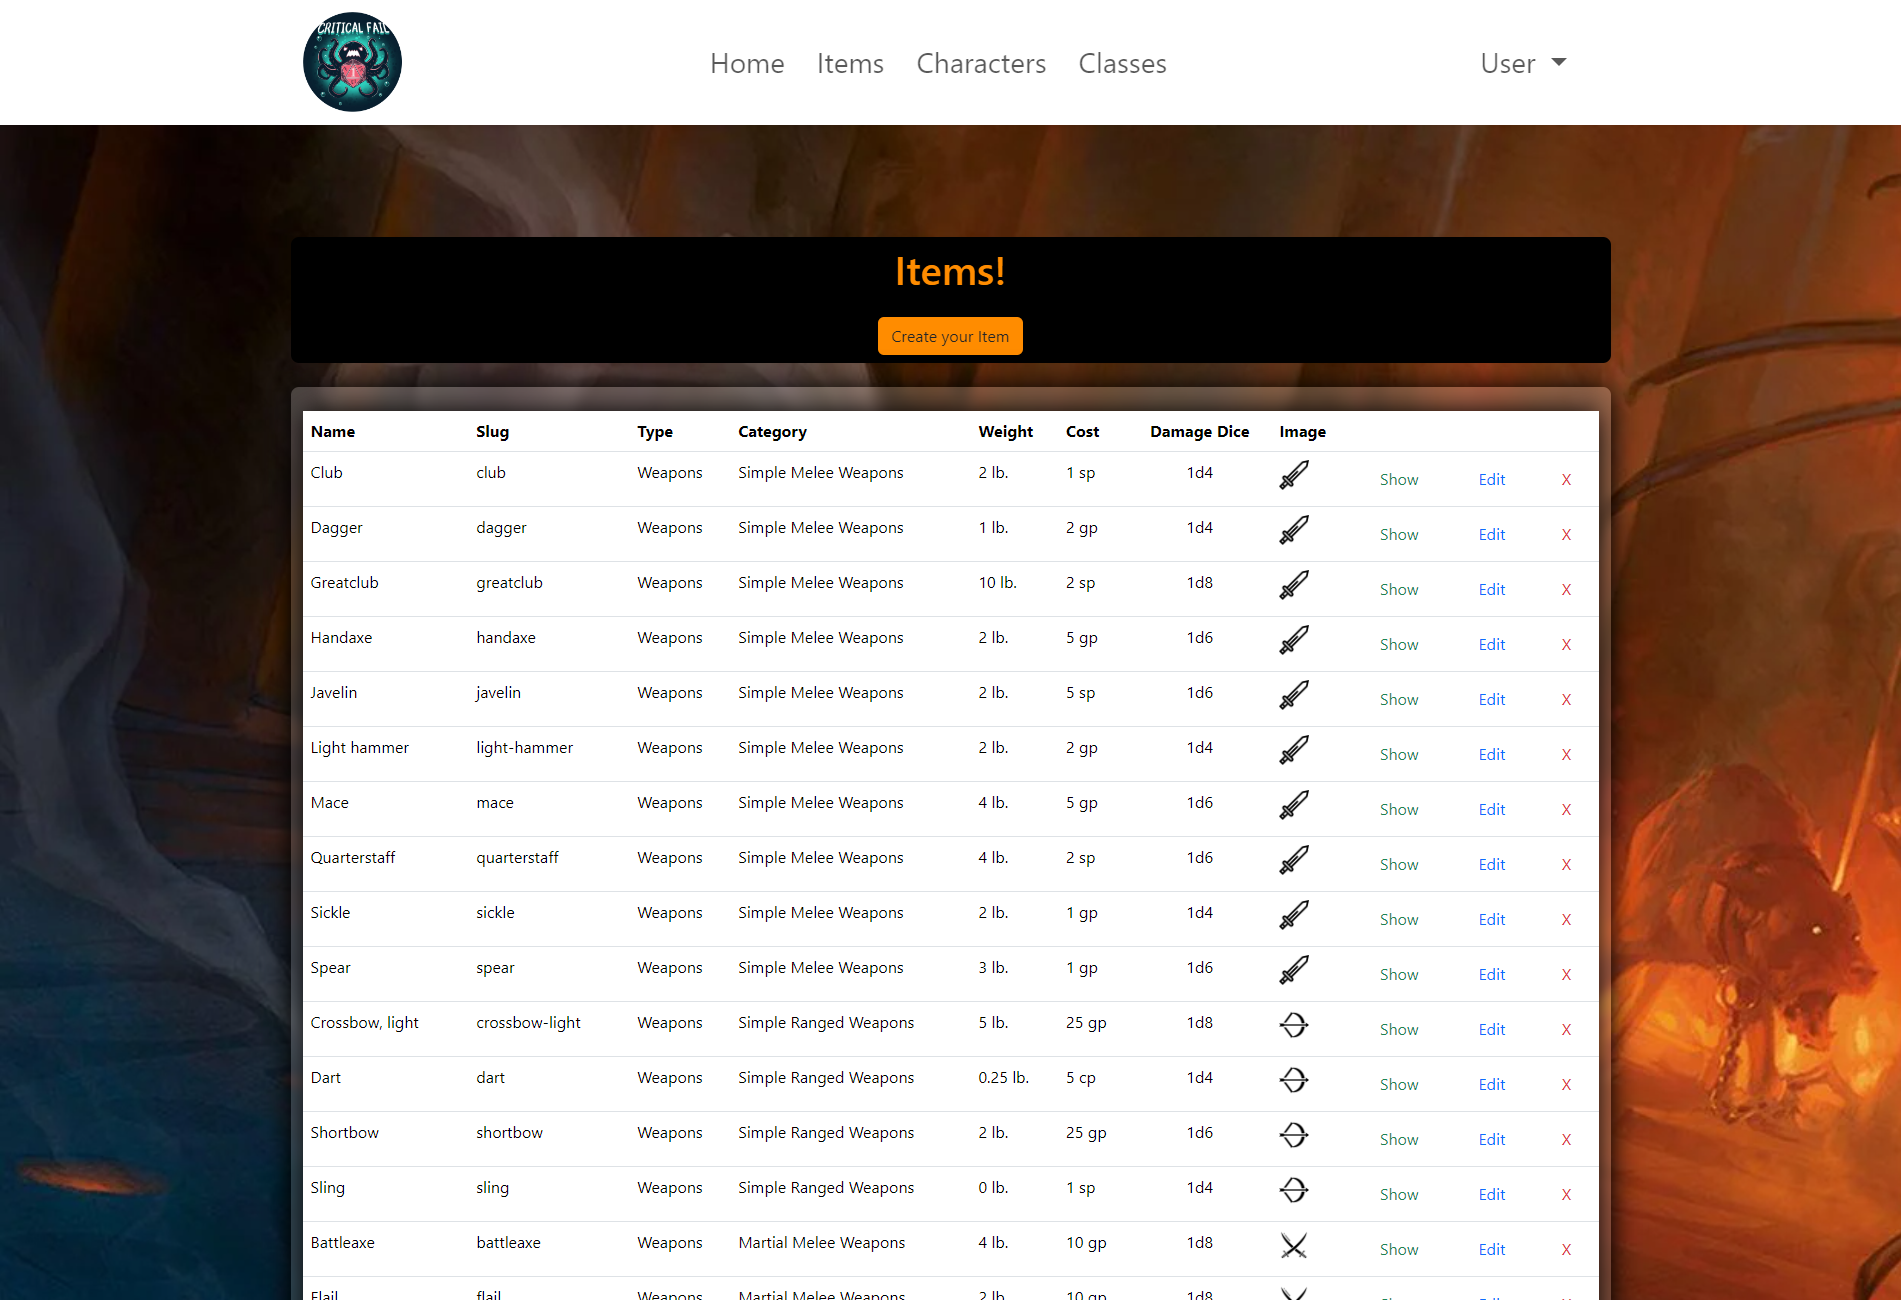 CRITICAL FAIL
Home Items Characters Classes User
Items!
Create your Item
Name Slug Type Category Weight Cost Damage Dice Image
Club club Weapons Simple Melee Weapons 2 lb. 1 sp 1d4 Show Edit X
Dagger dagger Weapons Simple Melee Weapons 1 lb. 2 gp 1d4 Show Edit X
Greatclub greatclub Weapons Simple Melee Weapons 10 lb. 2 sp 1d8 Show Edit X
Handaxe handaxe Weapons Simple Melee Weapons 2 lb. 5 gp 1d6 Show Edit X
Javelin javelin Weapons Simple Melee Weapons 2 lb. 5 sp 1d6 Show Edit X
Light hammer light-hammer Weapons Simple Melee Weapons 2 lb. 2 gp 1d4 Show Edit X
Mace mace Weapons Simple Melee Weapons 4 lb. 5 gp 1d6 Show Edit X
Quarterstaff quarterstaff Weapons Simple Melee Weapons 4 lb. 2 sp 1d6 Show Edit X
Sickle sickle Weapons Simple Melee Weapons 2 lb. 1 gp 1d4 Show Edit X
Spear spear Weapons Simple Melee Weapons 3 lb. 1 gp 1d6 Show Edit X
Crossbow, light crossbow-light Weapons Simple Ranged Weapons 5 lb. 25 gp 1d8 Show Edit X
Dart dart Weapons Simple Ranged Weapons 0.25 lb. 5 cp 1d4 Show Edit X
Shortbow shortbow Weapons Simple Ranged Weapons 2 lb. 25 gp 1d6 Show Edit X
Sling sling Weapons Simple Ranged Weapons 0 lb. 1 sp 1d4 Show Edit X
Battleaxe battleaxe Weapons Martial Melee Weapons 4 lb. 10 gp 1d8 Show Edit X
Flail flail Weapons Martial Melee Weapons 2 lb. 10 gp 1d8